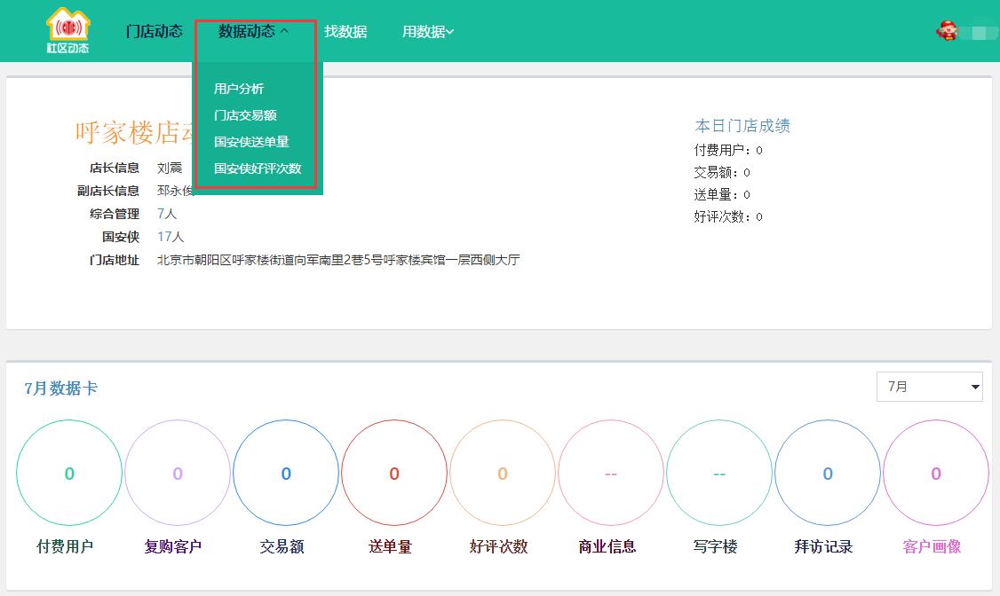 社区动态
门店动态 数据动态 找数据 用数据
用户分析
门店交易额
国安侠送单量
国安侠好评次数
呼家楼店动
店长信息 刘震
副店长信息 邳永俊
综合管理 7人
国安侠 17人
门店地址 北京市朝阳区呼家楼街道向军南里2巷5号呼家楼宾馆一层西侧大厅
本日门店成绩
付费用户：0
交易额：0
送单量：0
好评次数：0
7月数据卡
7月
0 0 0 0 0 -- -- 0 0
付费用户 复购客户 交易额 送单量 好评次数 商业信息 写字楼 拜访记录 客户画像